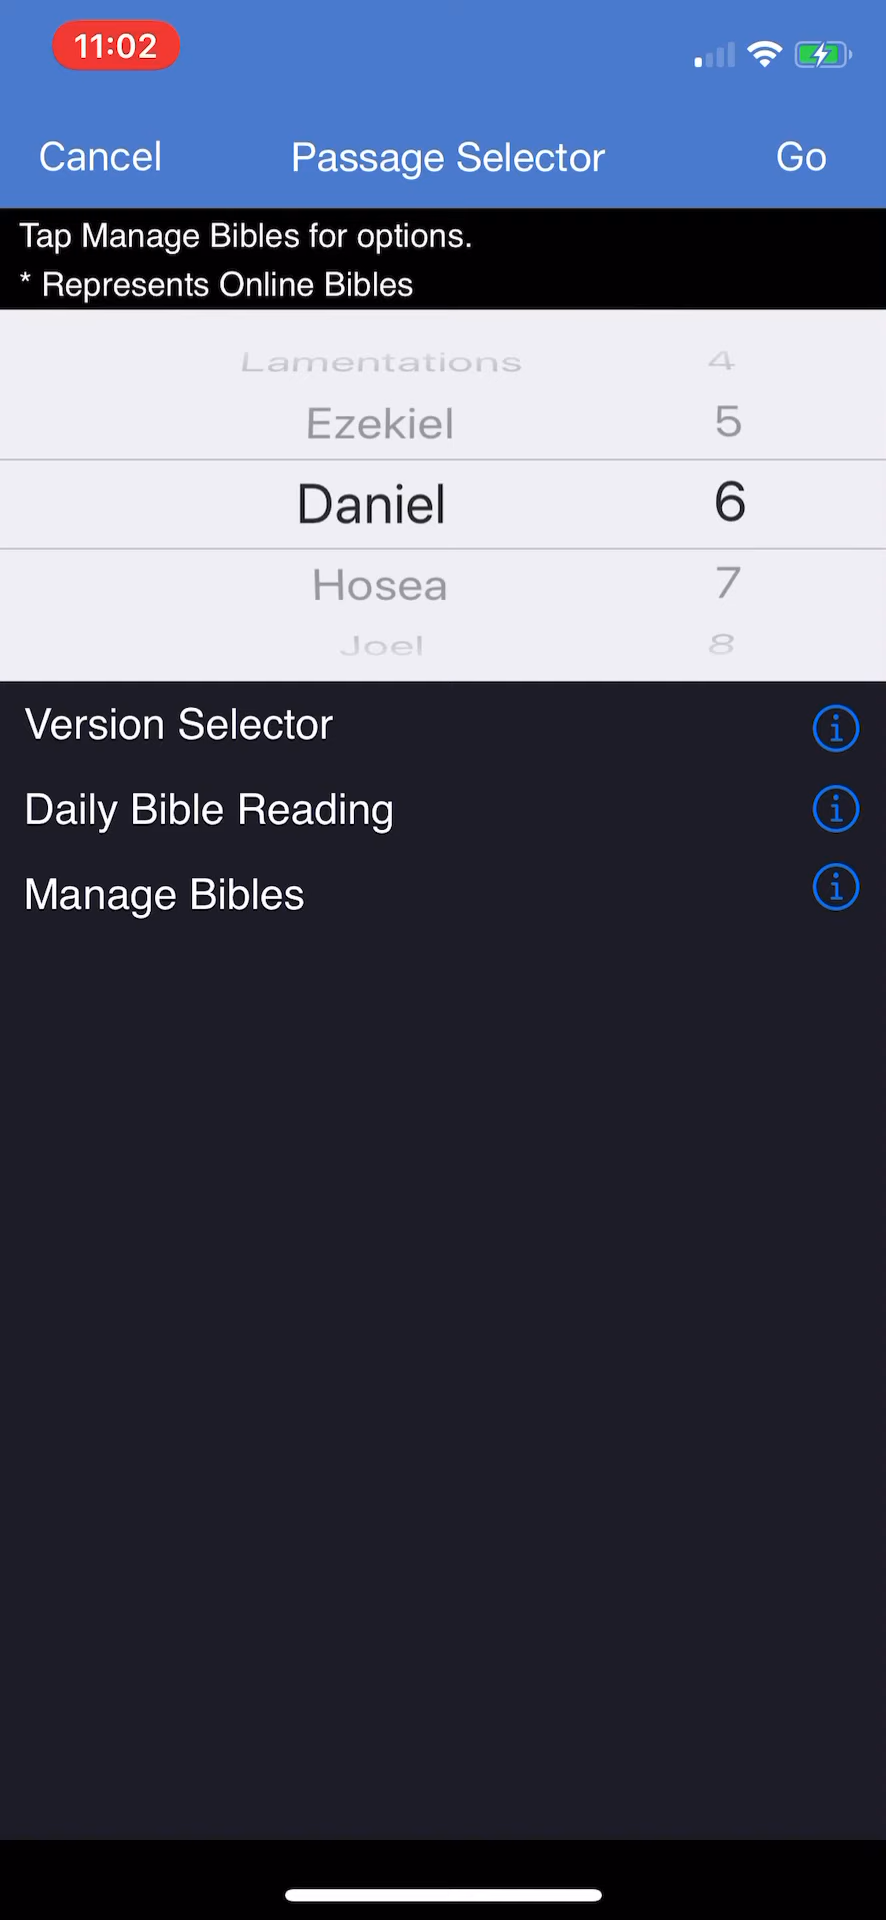 11:02
Cancel Passage Selector Go
Tap Manage Bibles for options.
* Represents Online Bibles
Lamentations 4
Ezekiel 5
Daniel 6
Hosea 7
Joel 8
Version Selector
Daily Bible Reading
Manage Bibles